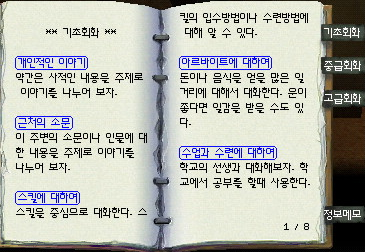 ** 기초회화 **
개인적인 이야기
약간은 사적인 내용을 주제로
이야기를 나누어 보자.
근처의 소문
이 주변의 소문이나 인물에 대
한 내용을 주제로 이야기를
나누어 보자.
스킬에 대하여
스킬을 중심으로 대화한다. 스
킬의 입수방법이나 수련방법에
대해 알 수 있다.
아르바이트에 대하여
돈이나 음식을 얻을 많은 일
거리에 대해서 대화한다. 운이
좋다면 일감을 받을 수도 있
다.
수업과 수련에 대하여
학교의 선생과 대화해보자. 학
교에서 공부를 할때 사용한다.
1 / 8
기초회화
중급회화
고급회화
정보메모